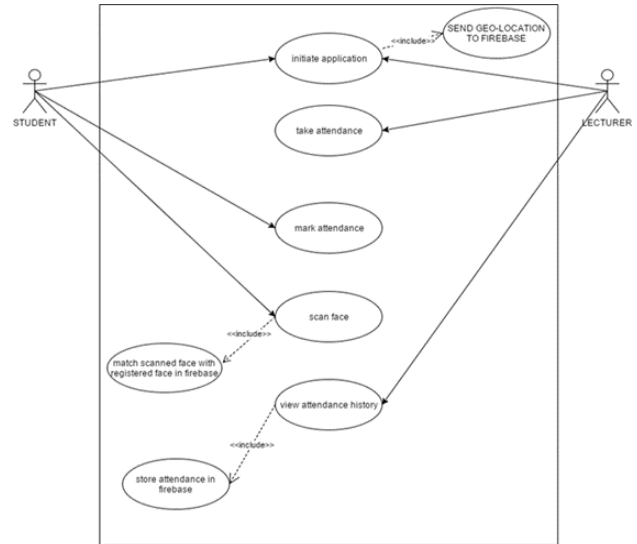 SEND GEO-LOCATION
TO FIREBASE
<<include>>
initiate application
STUDENT
LECTURER
take attendance
mark attendance
scan face
<<include>>
match scanned face with
registered face in firebase
view attendance history
<<include>>
store attendance in
firebase